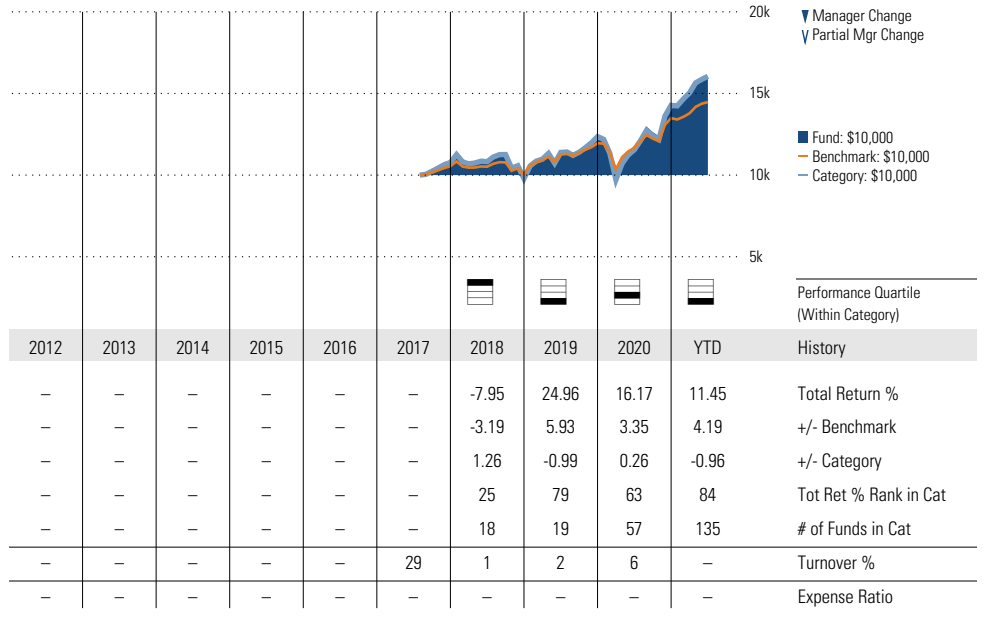 20k
15k
10k
5k
Manager Change
Partial Mgr Change
Fund: $10,000
Benchmark: $10,000
Category: $10,000
Performance Quartile
(Within Category)
2012 2013 2014 2015 2016 2017 2018 2019 2020 YTD History
– – – – – – -7.95 24.96 16.17 11.45 Total Return %
– – – – – – -3.19 5.93 3.35 4.19 +/- Benchmark
– – – – – – 1.26 -0.99 0.26 -0.96 +/- Category
– – – – – – 25 79 63 84 Tot Ret % Rank in Cat
– – – – – – 18 19 57 135 # of Funds in Cat
– – – – – 29 1 2 6 – Turnover %
– – – – – – – – – – Expense Ratio